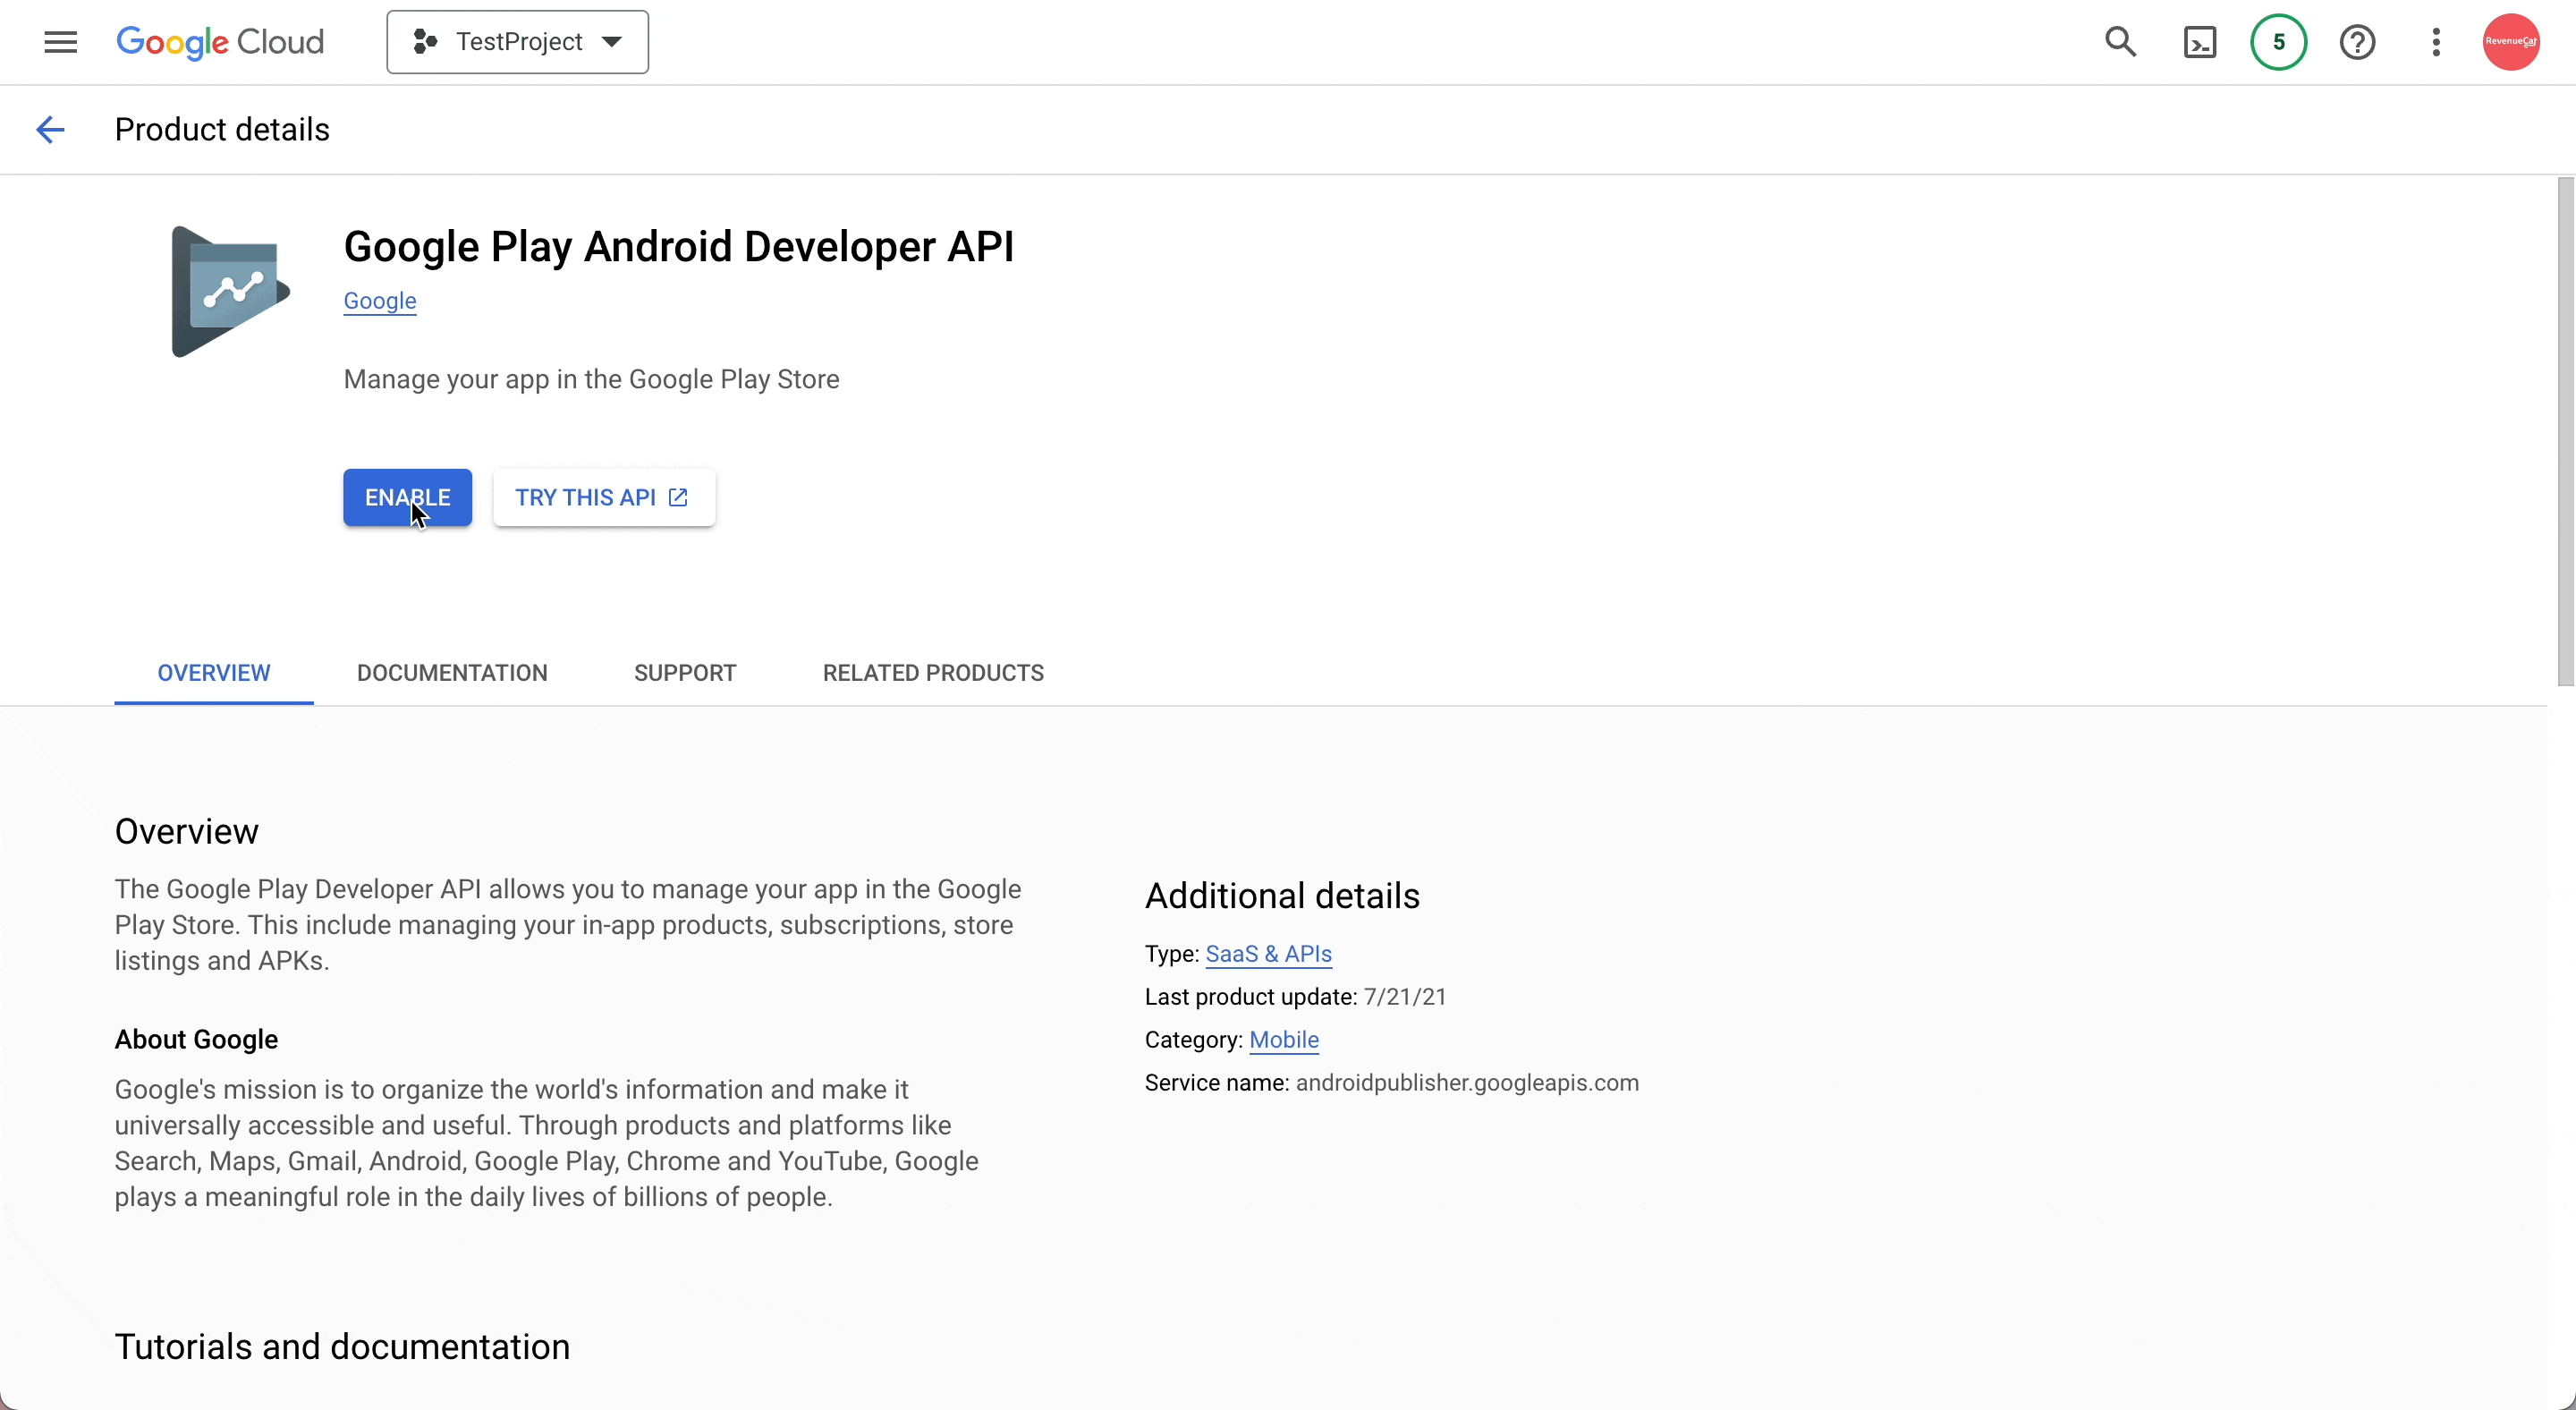 Google Cloud
TestProject
5
RevenueCat
Product details
Google Play Android Developer API
Google
Manage your app in the Google Play Store
ENABLE
TRY THIS API
OVERVIEW
DOCUMENTATION
SUPPORT
RELATED PRODUCTS
Overview
The Google Play Developer API allows you to manage your app in the Google
Play Store. This include managing your in-app products, subscriptions, store
listings and APKs.
About Google
Google's mission is to organize the world's information and make it
universally accessible and useful. Through products and platforms like
Search, Maps, Gmail, Android, Google Play, Chrome and YouTube, Google
plays a meaningful role in the daily lives of billions of people.
Additional details
Type: SaaS & APIs
Last product update: 7/21/21
Category: Mobile
Service name: androidpublisher.googleapis.com
Tutorials and documentation